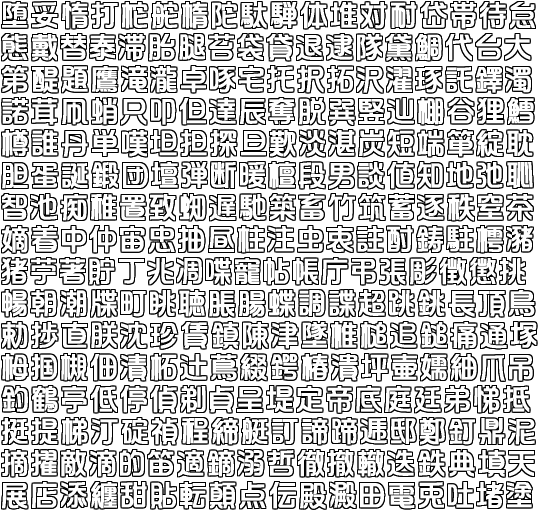 堕妥惰打柁舵楕陀駄騨体堆対耐岱帯待怠
態戴替泰滞胎腿苔袋貸退逮隊黛鯛代台大
第醍題鷹滝瀧卓啄宅托択拓沢濯琢託鐸濁
諾茸凧蛸只叩但達辰奪脱巽竪辿棚谷狸鱈
樽誰丹単嘆坦担探旦歎淡湛炭短端箪綻耽
胆蛋誕鍛団壇弾断暖檀段男談値知地弛恥
智池痴稚置致蜘遅馳築畜竹筑蓄逐秩窒茶
嫡着中仲宙忠抽昼柱注虫衷註酎鋳駐樗瀦
猪苧著貯丁兆凋喋寵帖帳庁弔張彫徴懲挑
暢朝潮牒町眺聴脹腸蝶調諜超跳銚長頂鳥
勅捗直朕沈珍賃鎮陳津墜椎槌追鎚痛通塚
栂掴槻佃漬柘辻蔦綴鍔椿潰坪壷嬬紬爪吊
釣鶴亭低停偵剃貞呈堤定帝底庭廷弟悌抵
挺提梯汀碇禎程締艇訂諦蹄逓邸鄭釘鼎泥
摘擢敵滴的笛適鏑溺哲徹撤轍迭鉄典填天
展店添纏甜貼転顛点伝殿澱田電兎吐堵塗